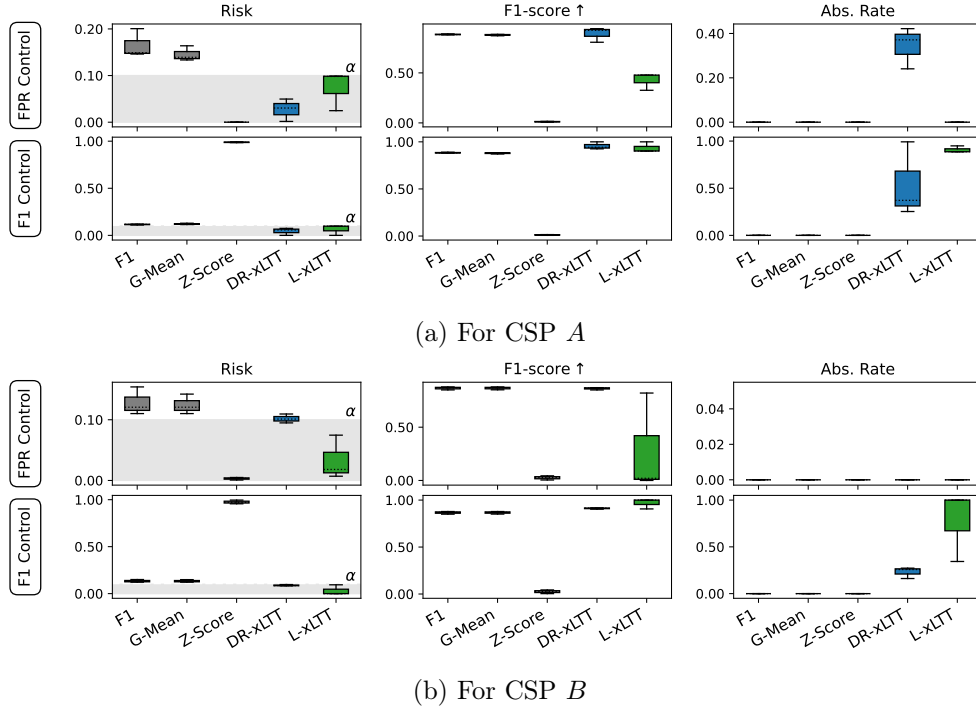 Risk F1-score ↑ Abs. Rate
FPR Control
0.20
0.10
0.00
α
0.50
0.00
0.40
0.20
0.00
F1 Control
1.00
0.50
0.00
α
1.00
0.50
0.00
1.00
0.50
0.00
F1 G-Mean Z-Score DR-xLTT L-xLTT
F1 G-Mean Z-Score DR-xLTT L-xLTT
F1 G-Mean Z-Score DR-xLTT L-xLTT
(a) For CSP A
Risk F1-score ↑ Abs. Rate
FPR Control
0.10
0.00
α
0.50
0.00
0.04
0.02
0.00
F1 Control
1.00
0.50
0.00
α
1.00
0.50
0.00
1.00
0.50
0.00
F1 G-Mean Z-Score DR-xLTT L-xLTT
F1 G-Mean Z-Score DR-xLTT L-xLTT
F1 G-Mean Z-Score DR-xLTT L-xLTT
(b) For CSP B